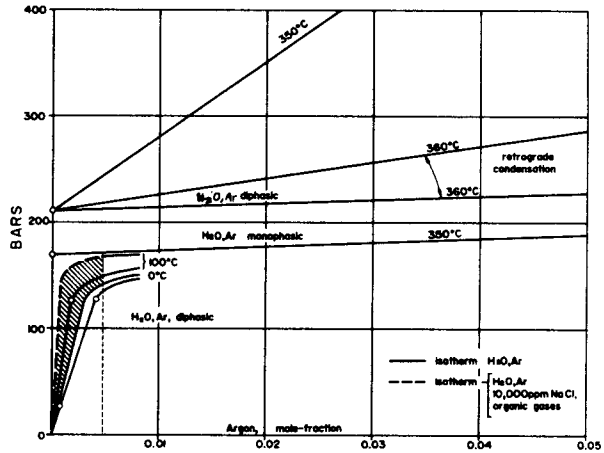 400
350°C
300
360°C
retrograde
condensation
H₂O, Ar diphasic
360°C
200
BARS
H₂O, Ar monophasic
350°C
100°C
0°C
100
H₂O, Ar, diphasic
Isotherm H₂O, Ar
Isotherm H₂O, Ar
10,000ppm NaCl,
organic gases
0
Argon, mole-fraction
0.01
0.02
0.03
0.04
0.05